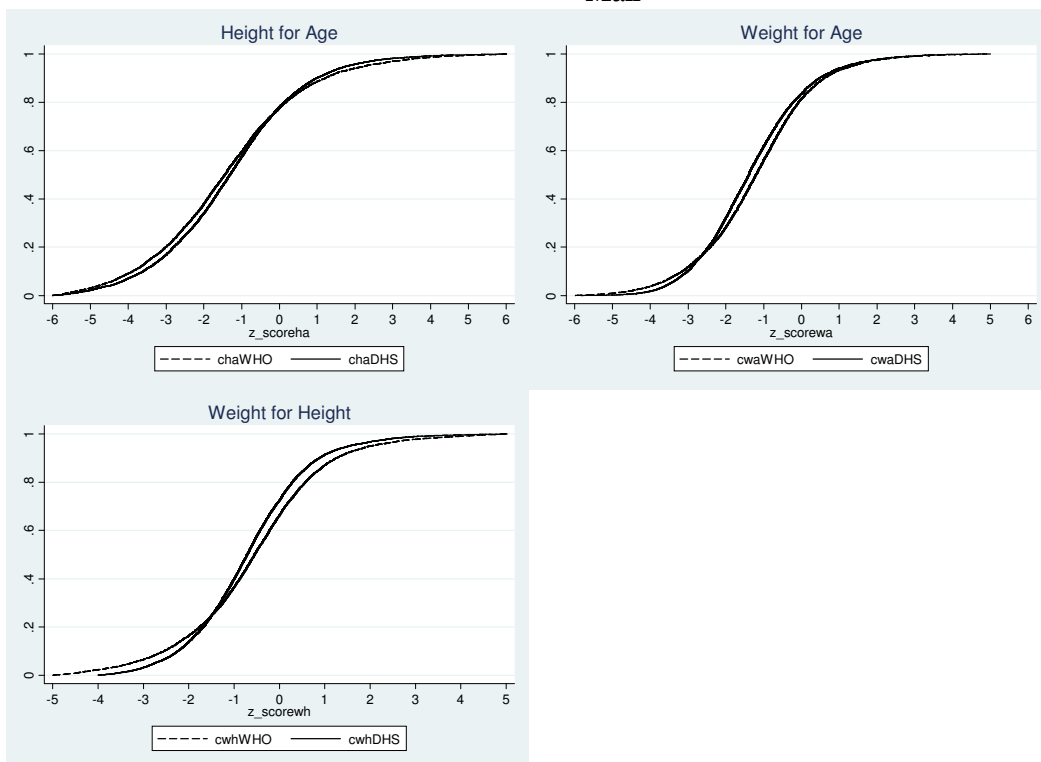 Height for Age
0 .2 .4 .6 .8 1
-6 -5 -4 -3 -2 -1 0 1 2 3 4 5 6
z_scoreha
chaWHO chaDHS
Weight for Age
0 .2 .4 .6 .8 1
-6 -5 -4 -3 -2 -1 0 1 2 3 4 5 6
z_scorewa
cwaWHO cwaDHS
Weight for Height
0 .2 .4 .6 .8 1
-5 -4 -3 -2 -1 0 1 2 3 4 5
z_scorewh
cwhWHO cwhDHS